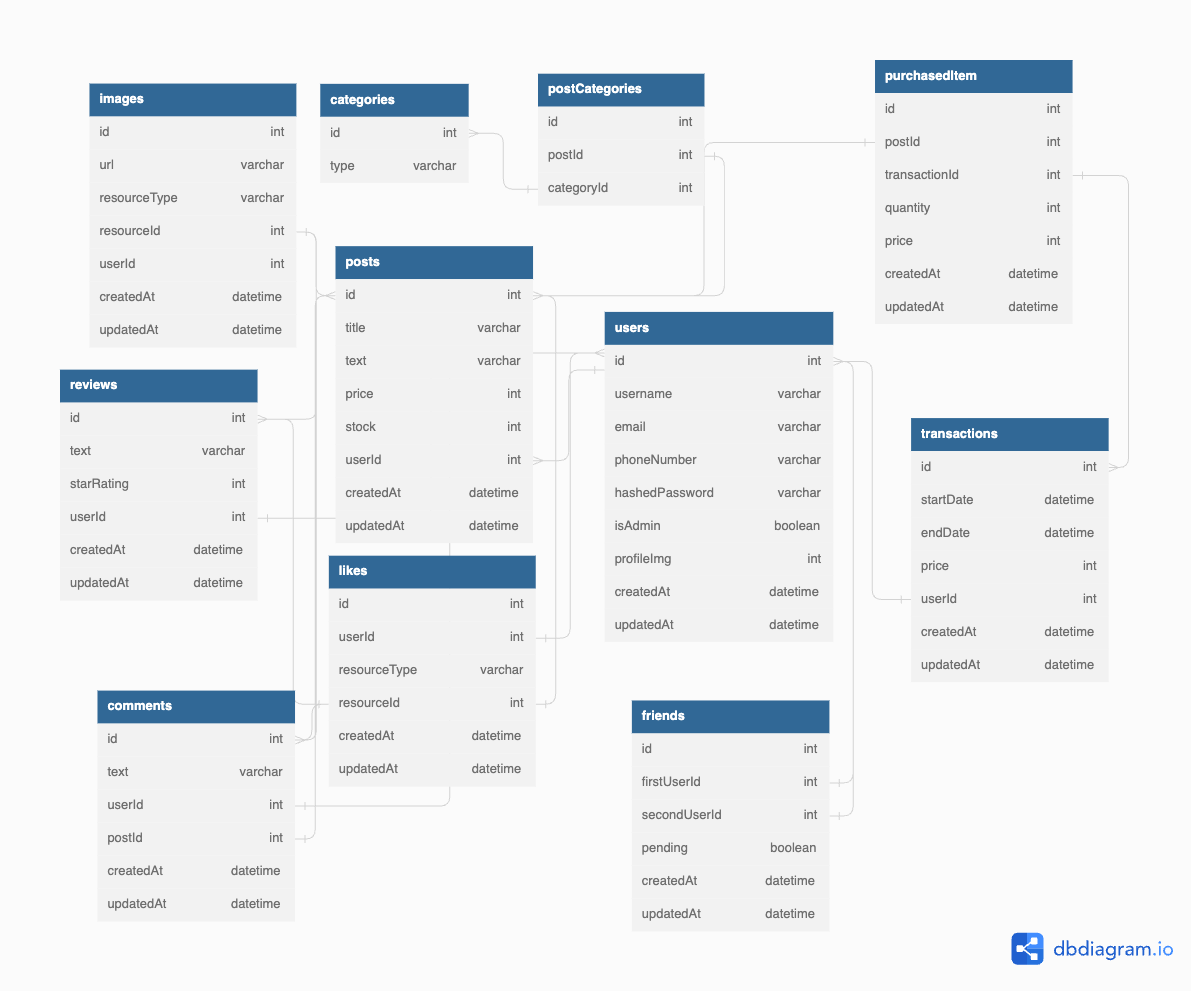 images
id int
url varchar
resourceType varchar
resourceId int
userId int
createdAt datetime
updatedAt datetime
categories
id int
type varchar
postCategories
id int
postId int
categoryId int
purchasedItem
id int
postId int
transactionId int
quantity int
price int
createdAt datetime
updatedAt datetime
posts
id int
title varchar
text varchar
price int
stock int
userId int
createdAt datetime
updatedAt datetime
users
id int
username varchar
email varchar
phoneNumber varchar
hashedPassword varchar
isAdmin boolean
profileImg int
createdAt datetime
updatedAt datetime
reviews
id int
text varchar
starRating int
userId int
createdAt datetime
updatedAt datetime
transactions
id int
startDate datetime
endDate datetime
price int
userId int
createdAt datetime
updatedAt datetime
likes
id int
userId int
resourceType varchar
resourceId int
createdAt datetime
updatedAt datetime
comments
id int
text varchar
userId int
postId int
createdAt datetime
updatedAt datetime
friends
id int
firstUserId int
secondUserId int
pending boolean
createdAt datetime
updatedAt datetime
dbdiagram.io